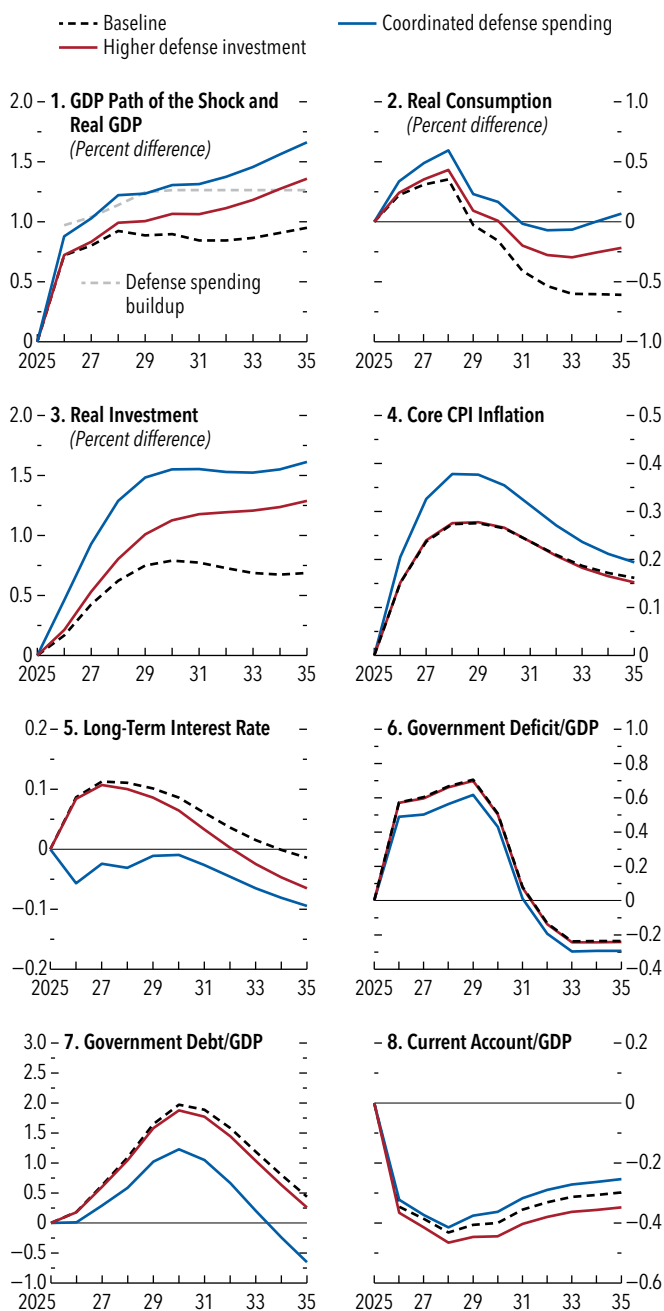 Baseline
Coordinated defense spending
Higher defense investment
1. GDP Path of the Shock and
Real GDP
(Percent difference)
2.0
1.5
1.0
0.5
0
Defense spending
buildup
2025 27 29 31 33 35
2. Real Consumption
(Percent difference)
1.0
0.5
0
−0.5
−1.0
2025 27 29 31 33 35
3. Real Investment
(Percent difference)
2.0
1.5
1.0
0.5
0
2025 27 29 31 33 35
4. Core CPI Inflation
0.5
0.4
0.3
0.2
0.1
0
2025 27 29 31 33 35
5. Long-Term Interest Rate
0.2
0.1
0
−0.1
−0.2
2025 27 29 31 33 35
6. Government Deficit/GDP
1.0
0.8
0.6
0.4
0.2
0
−0.2
−0.4
2025 27 29 31 33 35
7. Government Debt/GDP
3.0
2.5
2.0
1.5
1.0
0.5
0
−0.5
−1.0
2025 27 29 31 33 35
8. Current Account/GDP
0.2
0
−0.2
−0.4
−0.6
2025 27 29 31 33 35